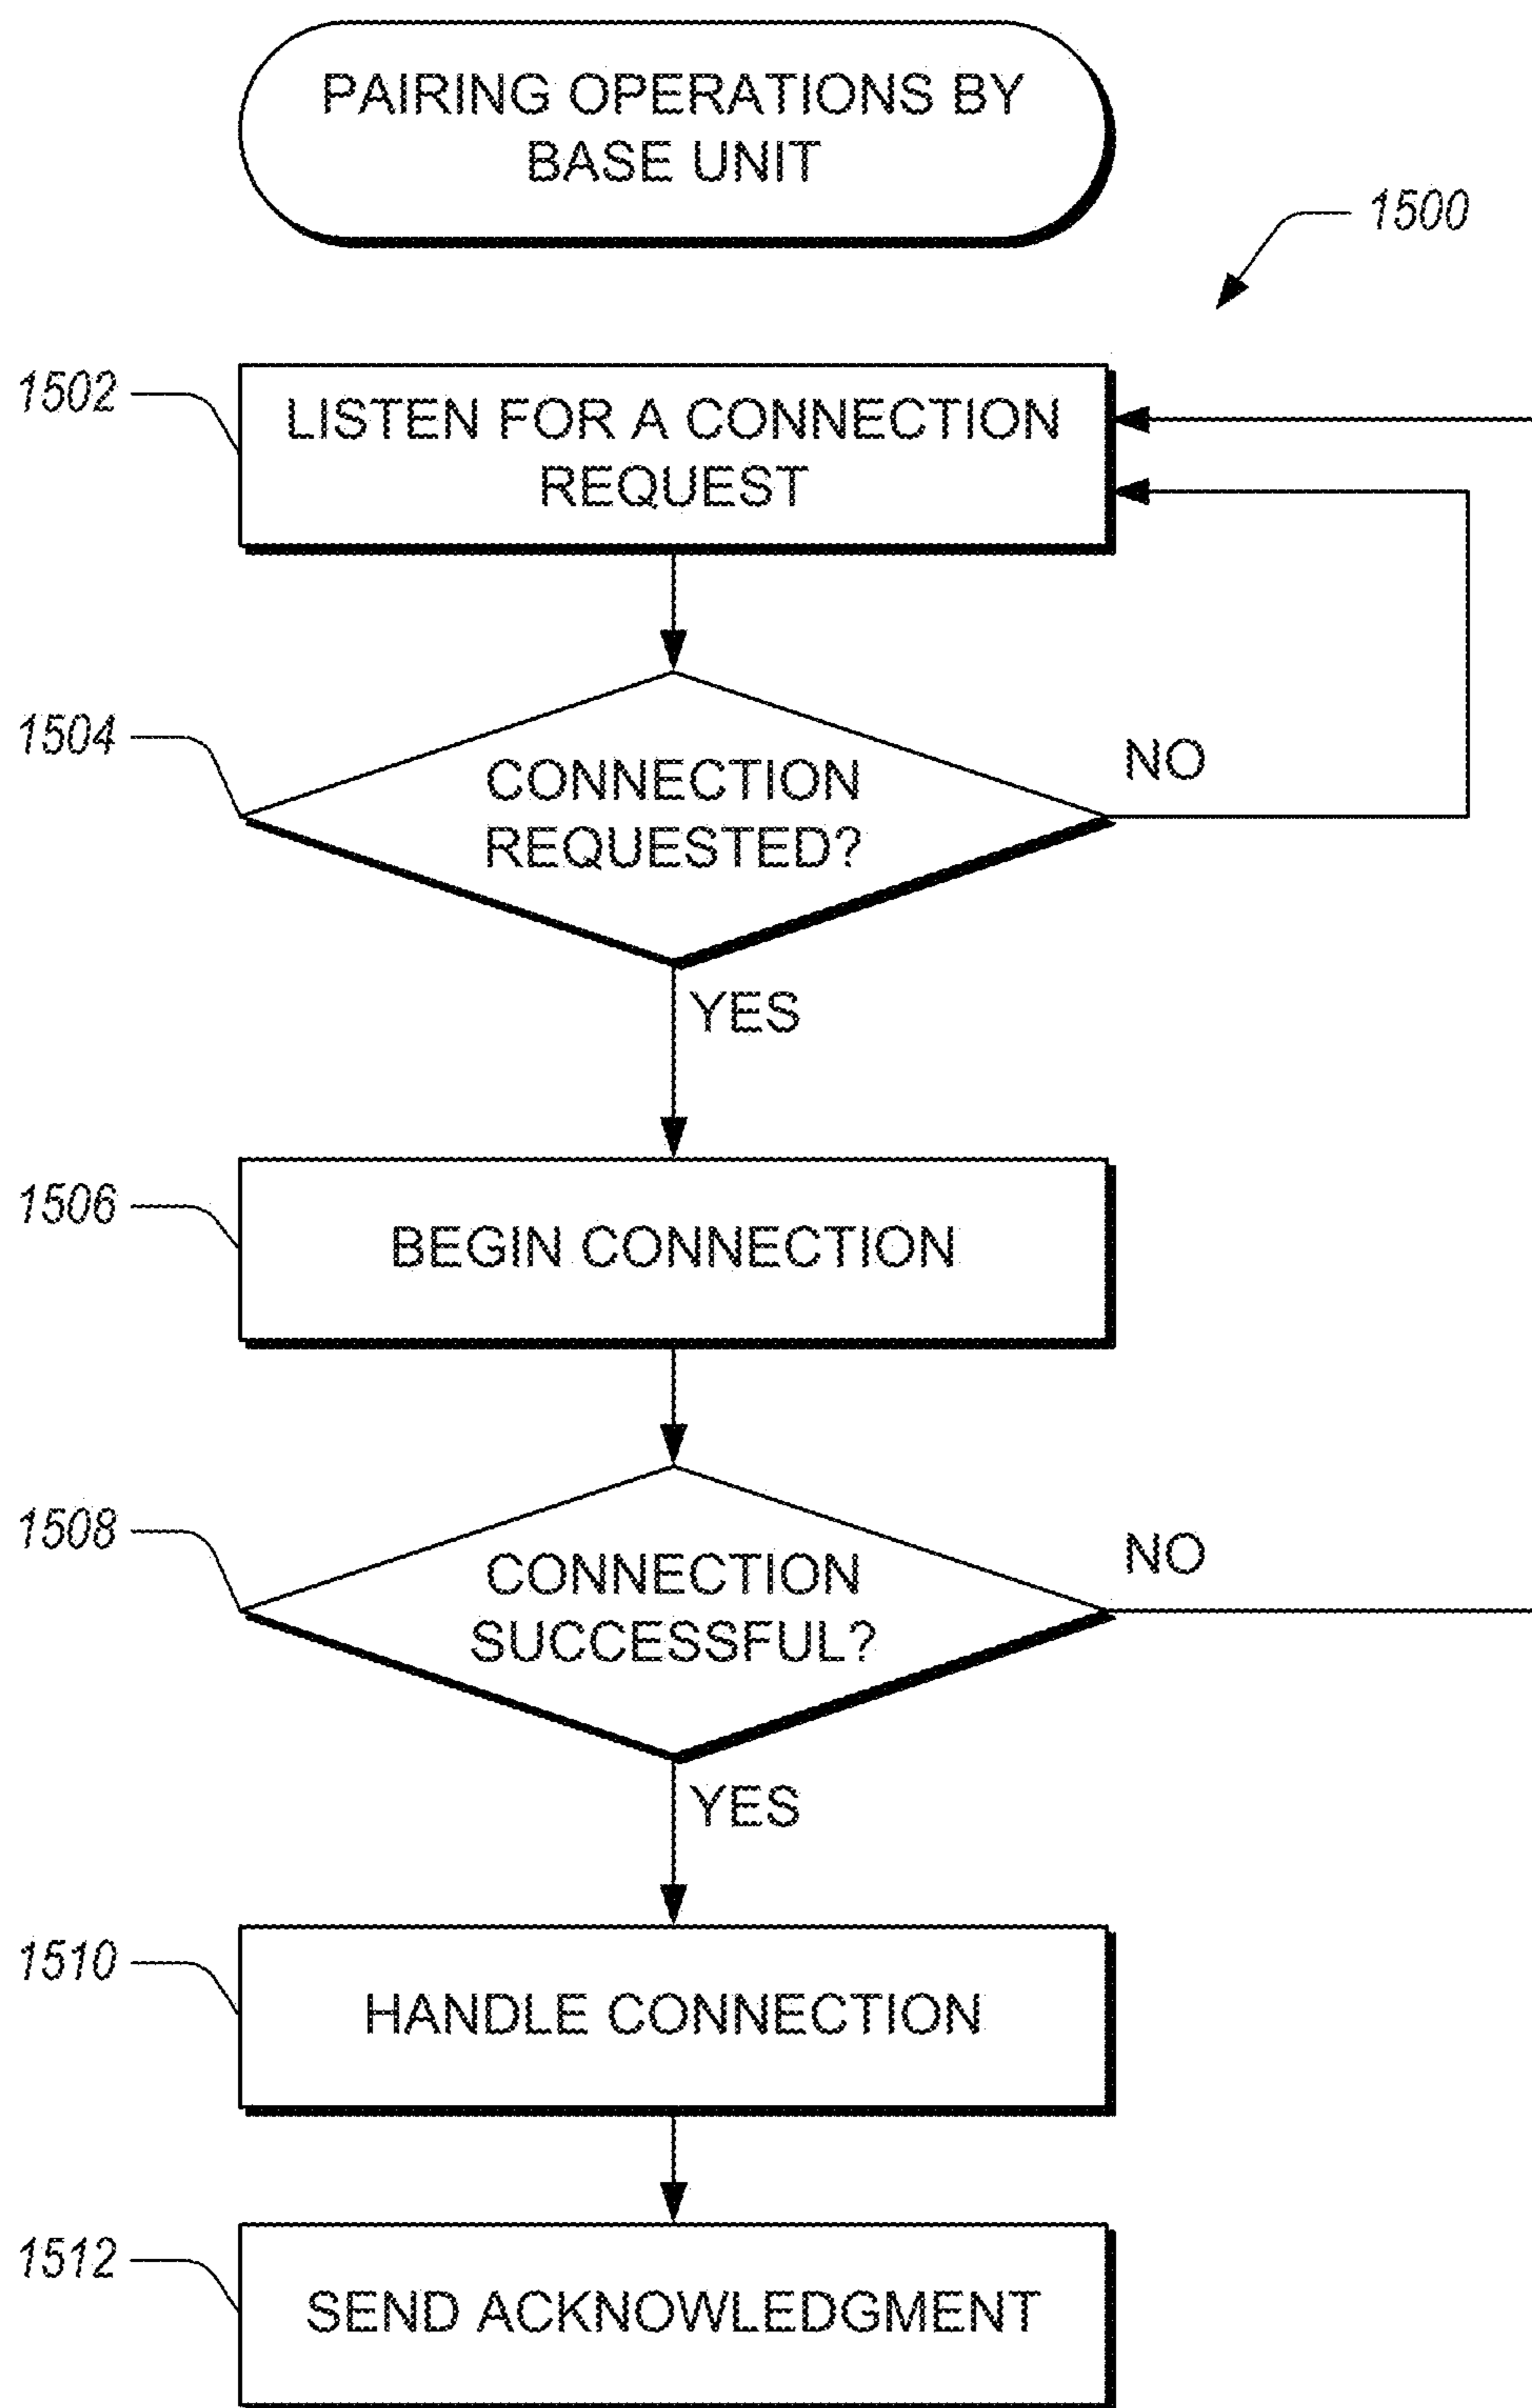 PAIRING OPERATIONS BY
BASE UNIT
1500
1502
LISTEN FOR A CONNECTION
REQUEST
1504
CONNECTION
REQUESTED?
NO
YES
1506
BEGIN CONNECTION
1508
CONNECTION
SUCCESSFUL?
NO
YES
1510
HANDLE CONNECTION
1512
SEND ACKNOWLEDGMENT